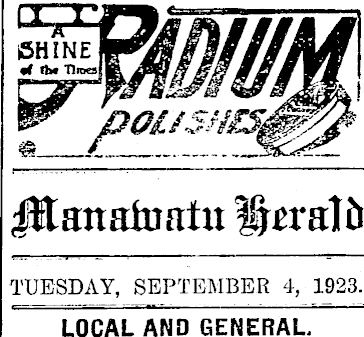 A
SHINE
of the Times
RADIUM
POLISHES
Manawatu Herald
TUESDAY, SEPTEMBER 4, 1923.
LOCAL AND GENERAL.